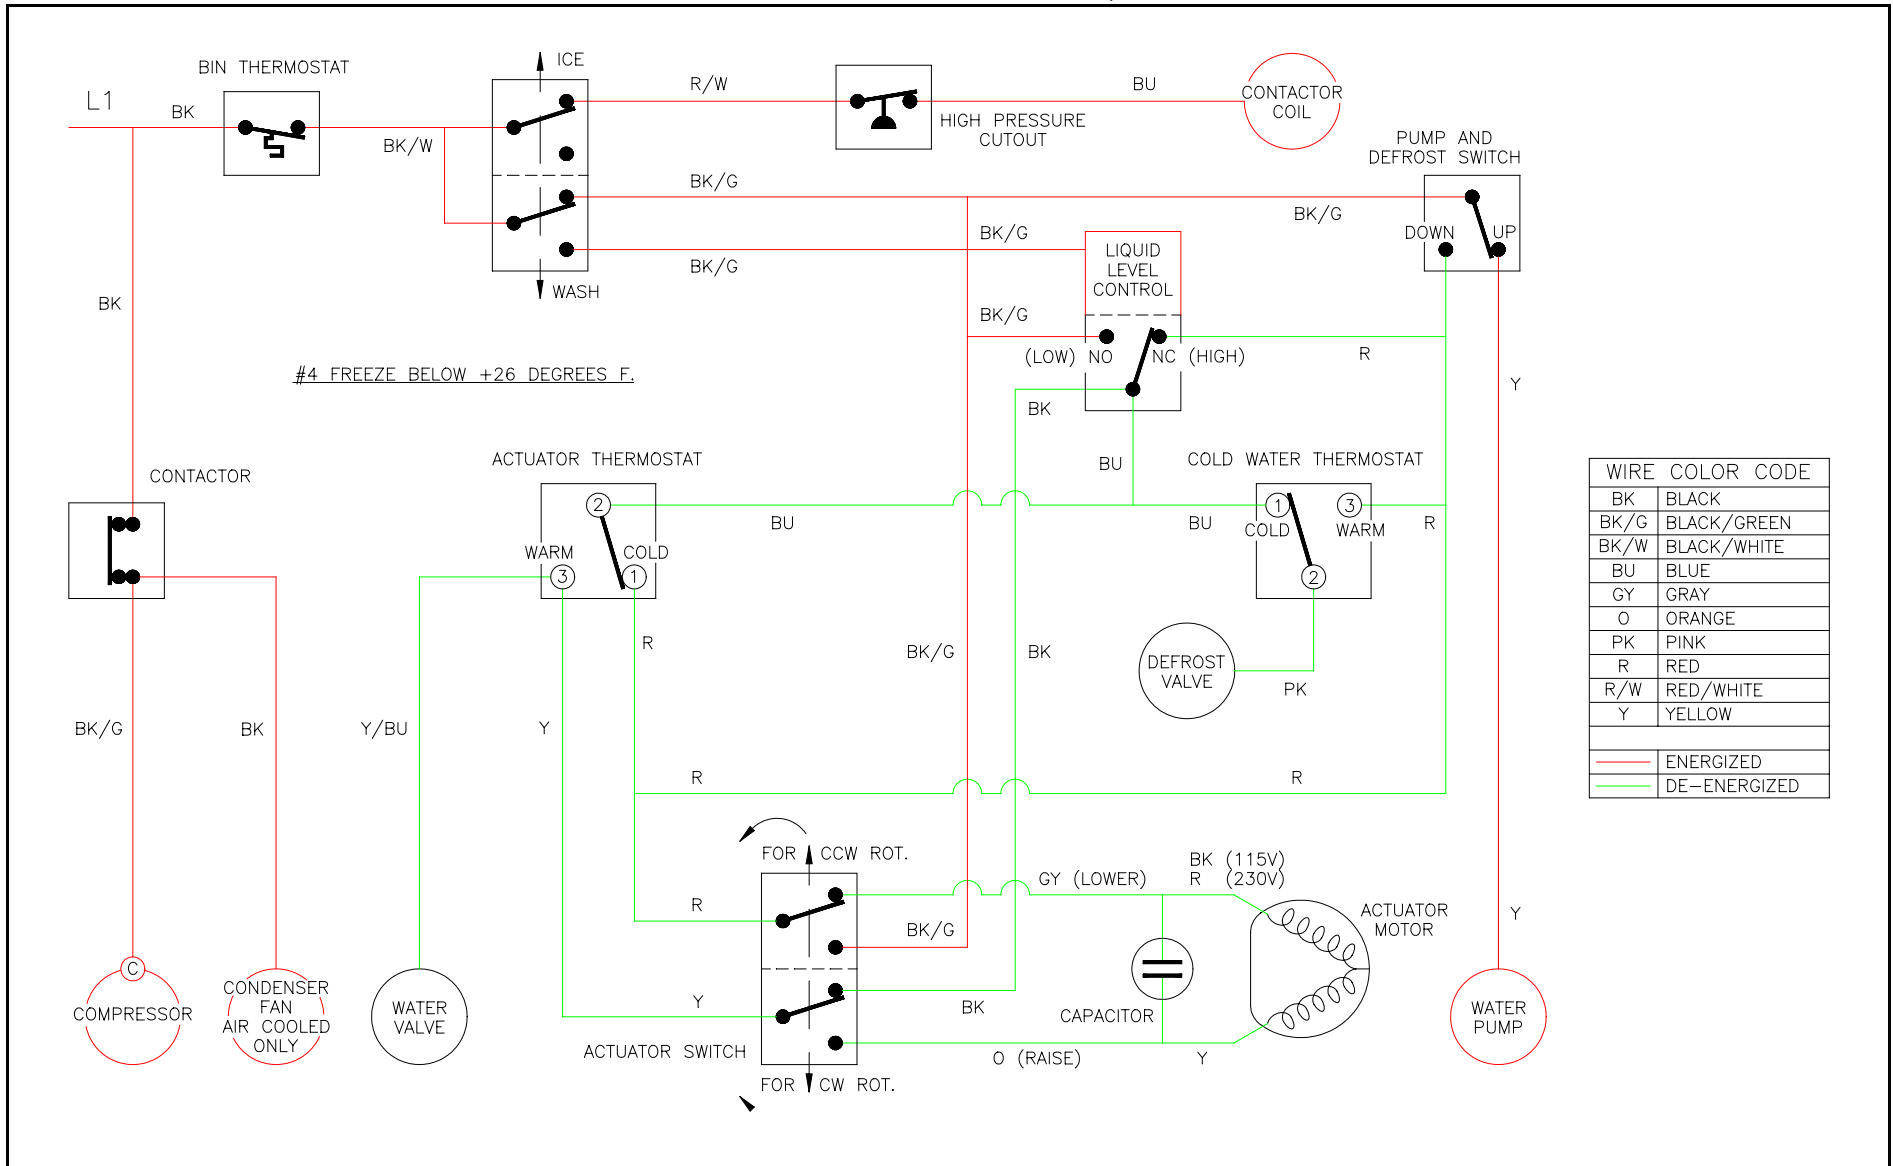 ICE
BIN THERMOSTAT
L1
BK
BK/W
R/W
BU
HIGH PRESSURE
CUTOUT
CONTACTOR
COIL
PUMP AND
DEFROST SWITCH
BK/G
BK/G
DOWN
UP
BK/G
BK/G
LIQUID
LEVEL
CONTROL
WASH
BK
BK/G
(LOW) NO
NC (HIGH)
R
#4 FREEZE BELOW +26 DEGREES F.
Y
BK
BU
ACTUATOR THERMOSTAT
COLD WATER THERMOSTAT
CONTACTOR
2
BU
BU
1
COLD
3
WARM
R
WARM
3
COLD
1
2
R
BK/G
BK
DEFROST
VALVE
PK
BK/G
BK
Y/BU
Y
R
R
WIRE COLOR CODE
BK BLACK
BK/G BLACK/GREEN
BK/W BLACK/WHITE
BU BLUE
GY GRAY
O ORANGE
PK PINK
R RED
R/W RED/WHITE
Y YELLOW
ENERGIZED
DE-ENERGIZED
FOR CCW ROT.
GY (LOWER)
BK (115V)
R (230V)
R
BK/G
ACTUATOR
MOTOR
Y
C
COMPRESSOR
CONDENSER
FAN
AIR COOLED
ONLY
WATER
VALVE
Y
BK
CAPACITOR
WATER
PUMP
ACTUATOR SWITCH
O (RAISE)
Y
FOR CW ROT.